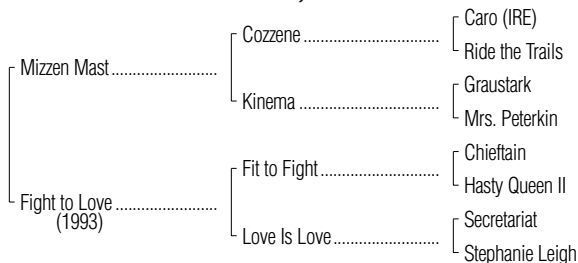 Caro (IRE)
Cozzene
Ride the Trails
Mizzen Mast
Graustark
Kinema
Mrs. Peterkin
Chieftain
Fit to Fight
Hasty Queen II
Fight to Love
(1993)
Secretariat
Love Is Love
Stephanie Leigh